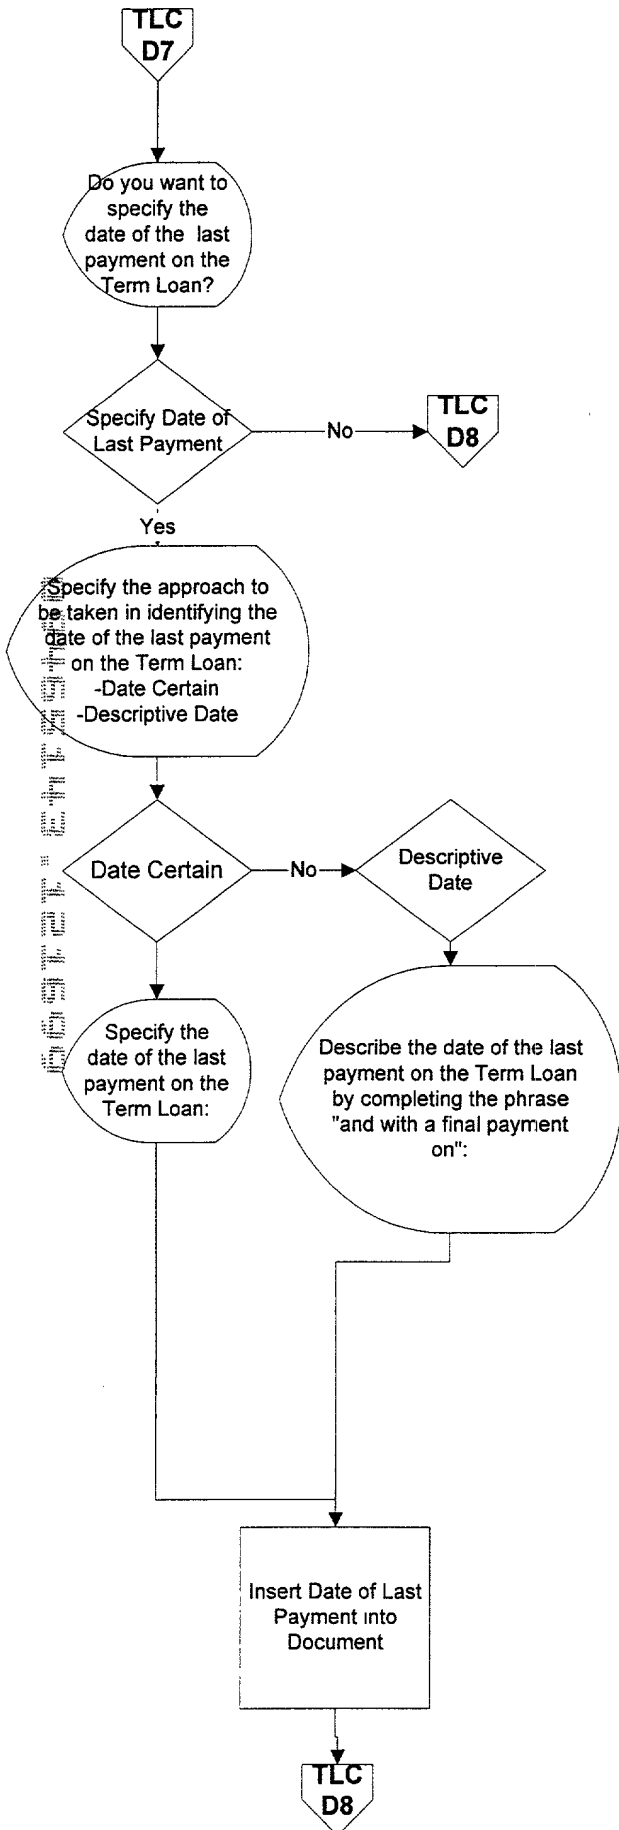 TLC
D7
Do you want to
specify the
date of the last
payment on the
Term Loan?
Specify Date of
Last Payment
No
TLC
D8
Yes
Specify the approach to
be taken in identifying the
date of the last payment
on the Term Loan:
-Date Certain
-Descriptive Date
Date Certain
No
Descriptive
Date
Specify the
date of the last
payment on the
Term Loan:
Describe the date of the last
payment on the Term Loan
by completing the phrase
"and with a final payment
on":
Insert Date of Last
Payment into
Document
TLC
D8